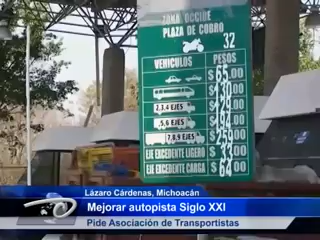 ZONA OCCIDE
PLAZA DE COBRO
32
VEHICULOS PESOS
$ 65.00
2,3,4 EJES
5,6 EJES
7,8,9 EJES
EJE EXCEDENTE LIGERO $ 33.00
EJE EXCEDENTE CARGA $ 64.00
Lázaro Cárdenas, Michoacán
Mejorar autopista Siglo XXI
Pide Asociación de Transportistas